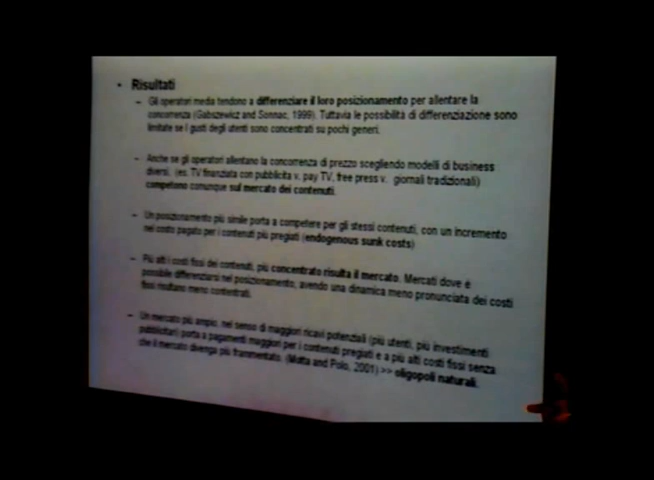 • Risultati
– Gli operatori media tendono a differenziare il loro posizionamento per allentare la
concorrenza (Gabszewisz and Sonnac, 1999). Tuttavia le possibilità di differenziazione sono
limitate se i gusti degli utenti sono concentrati su pochi generi.
– Anche se gli operatori allentano la concorrenza di prezzo scegliendo modelli di business
diversi. (es. TV finanziata con pubblicita v. pay TV, free press v. giornali tradizionali)
competono comunque sul mercato dei contenuti.
– Un posizionamento più simile porta a competere per gli stessi contenuti, con un incremento
nel costo pagato per i contenuti più pregiati (endogenous sunk costs)
– Più alti i costi fissi dei contenuti, più concentrato risulta il mercato. Mercati dove è
possibile differenziarsi nel posizionamento, avendo una dinamica meno pronunciata dei costi
fissi risultano meno contentrati.
– Un mercato più ampio, nel senso di maggiori ricavi potenziali (più utenti, più investimenti
pubblicitari) porta a pagamenti maggiori per i contenuti pregiati e a più alti costi fissi senza
che il mercato divenga più frammentato. (Motta and Polo, 2001) >> oligopoli naturali.